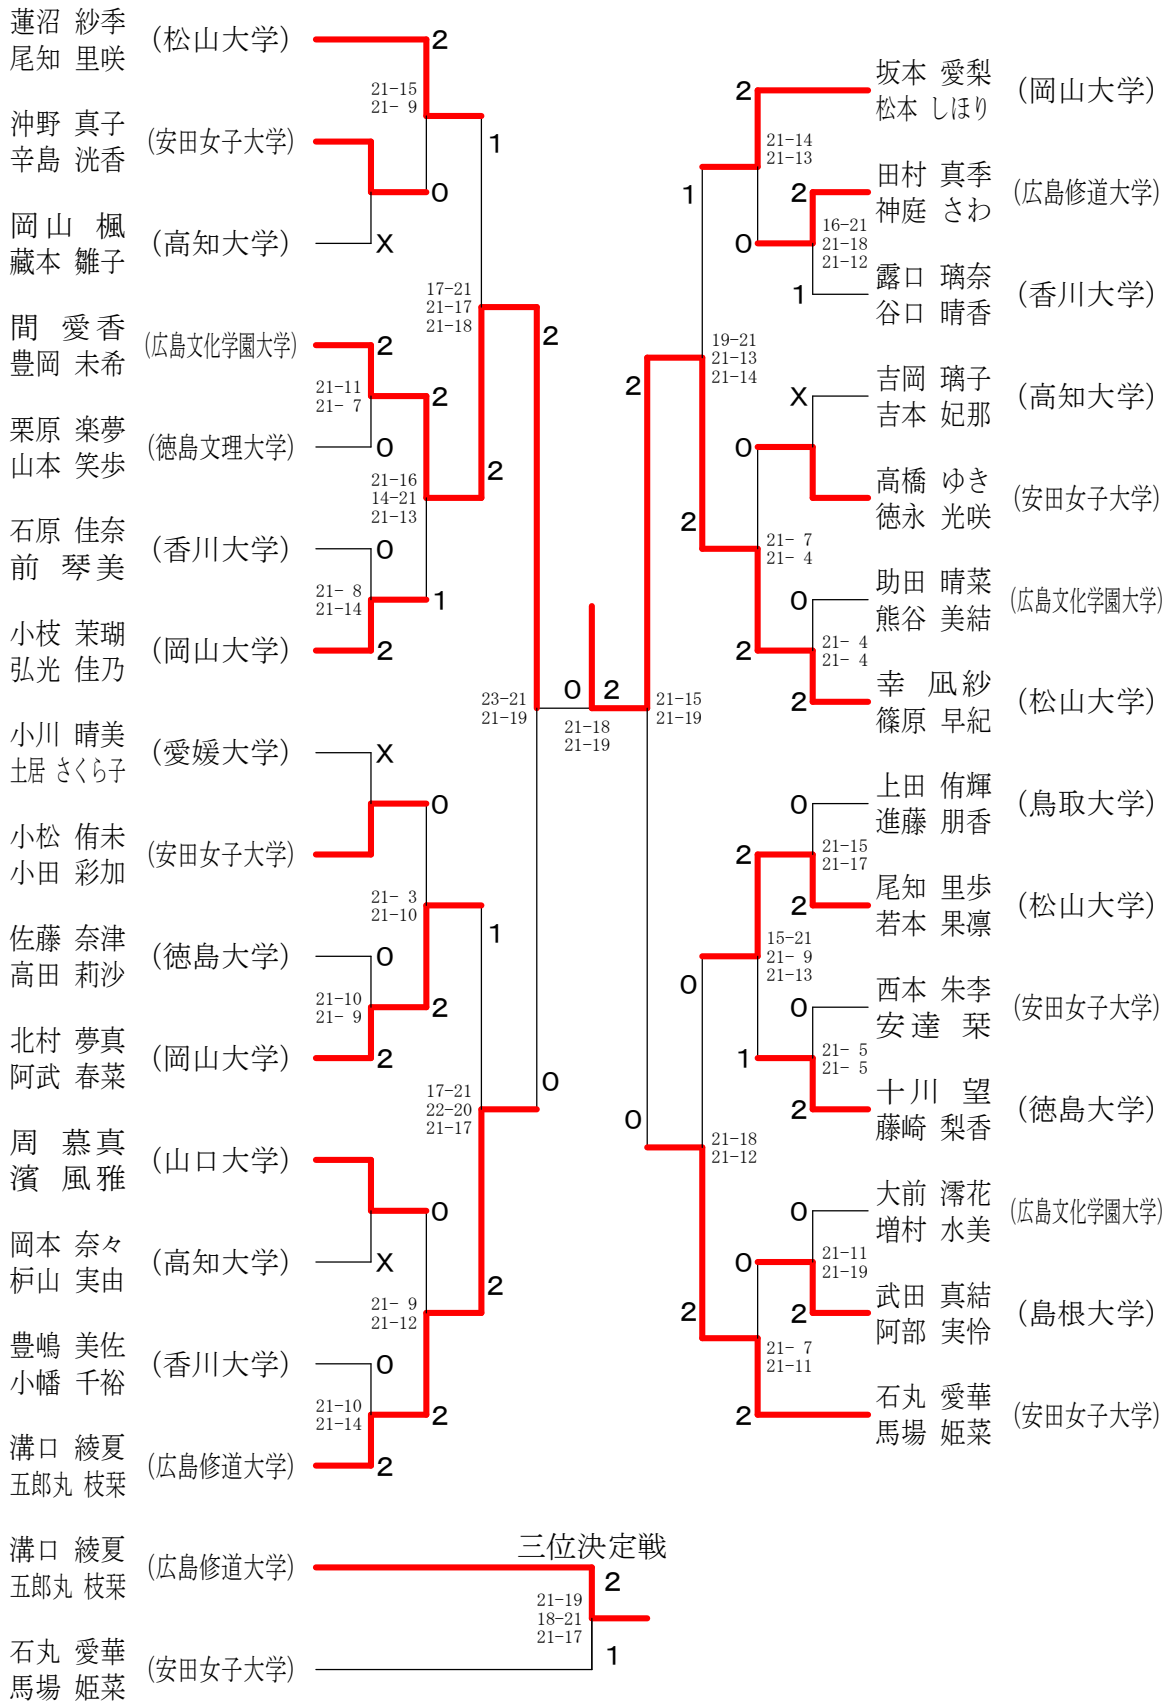 蓮沼 紗季
尾知 里咲
(松山大学)
2
21-15
21- 9
沖野 真子
辛島 洸香
(安田女子大学)
0
1
岡山 楓
藏本 雛子
(高知大学)
X
17-21
21-17
21-18
2
間 愛香
豊岡 未希
(広島文化学園大学)
2
21-11
21- 7
2
栗原 楽夢
山本 笑歩
(徳島文理大学)
0
21-16
14-21
21-13
2
石原 佳奈
前 琴美
(香川大学)
0
21- 8
21-14
1
小枝 茉瑚
弘光 佳乃
(岡山大学)
2
23-21
21-19
小川 晴美
土居 さくら子
(愛媛大学)
X
0
小松 侑未
小田 彩加
(安田女子大学)
21- 3
21-10
1
佐藤 奈津
高田 莉沙
(徳島大学)
0
21-10
21- 9
2
北村 夢真
阿武 春菜
(岡山大学)
2
17-21
22-20
21-17
0
周 慕真
濱 風雅
(山口大学)
0
岡本 奈々
枦山 実由
(高知大学)
X
21- 9
21-12
2
豊嶋 美佐
小幡 千裕
(香川大学)
0
21-10
21-14
2
溝口 綾夏
五郎丸 枝栞
(広島修道大学)
2
0
2
21-18
21-19
坂本 愛梨
松本 しほり
(岡山大学)
2
21-14
21-13
1
田村 真季
神庭 さわ
(広島修道大学)
2
16-21
21-18
21-12
0
露口 璃奈
谷口 晴香
(香川大学)
1
19-21
21-13
21-14
2
吉岡 璃子
吉本 妃那
(高知大学)
X
0
高橋 ゆき
徳永 光咲
(安田女子大学)
2
21- 7
21- 4
助田 晴菜
熊谷 美結
(広島文化学園大学)
0
21- 4
21- 4
2
幸 凪紗
篠原 早紀
(松山大学)
2
21-15
21-19
上田 侑輝
進藤 朋香
(鳥取大学)
0
21-15
21-17
2
尾知 里歩
若本 果凛
(松山大学)
2
15-21
21- 9
21-13
0
西本 朱李
安達 栞
(安田女子大学)
0
21- 5
21- 5
1
十川 望
藤崎 梨香
(徳島大学)
2
0
21-18
21-12
大前 澪花
増村 水美
(広島文化学園大学)
0
21-11
21-19
0
武田 真結
阿部 実怜
(島根大学)
2
2
21- 7
21-11
石丸 愛華
馬場 姫菜
(安田女子大学)
2
三位決定戦
溝口 綾夏
五郎丸 枝栞
(広島修道大学)
2
21-19
18-21
21-17
石丸 愛華
馬場 姫菜
(安田女子大学)
1